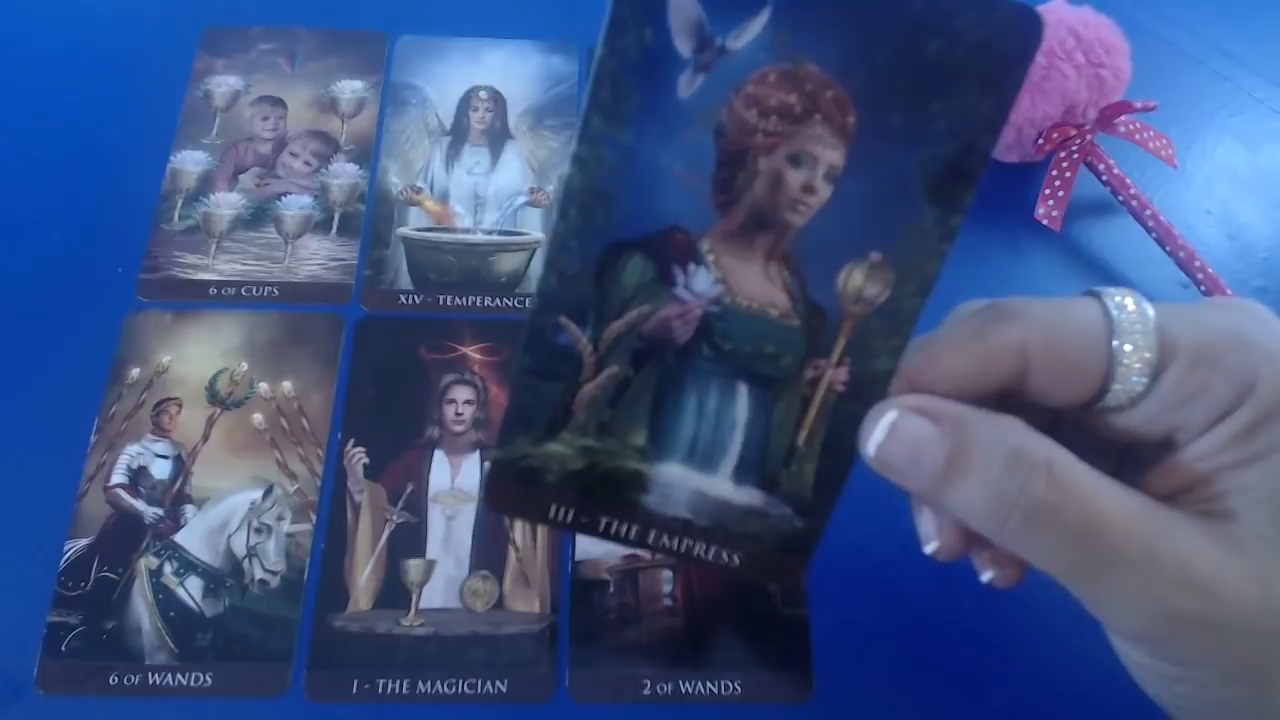 6 OF CUPS
XIV - TEMPERANCE
III - THE EMPRESS
6 OF WANDS
I - THE MAGICIAN
2 OF WANDS